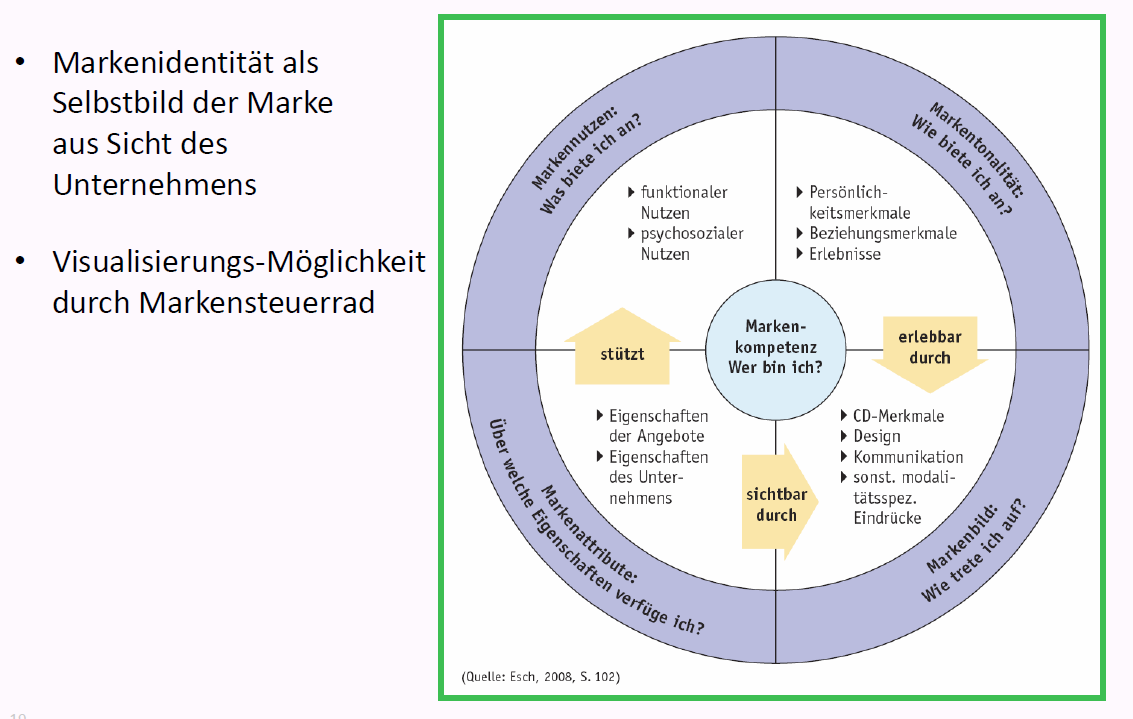 • Markenidentität als
Selbstbild der Marke
aus Sicht des
Unternehmens
• Visualisierungs-Möglichkeit
durch Markensteuerrad
Markennutzen:
Was biete ich an?
Markentonalität:
Wie biete ich an?
funktionaler
Nutzen
psychosozialer
Nutzen
Persönlich-
keitsmerkmale
Beziehungsmerkmale
Erlebnisse
stützt
Marken-
kompetenz
Wer bin ich?
erlebbar
durch
Eigenschaften
der Angebote
Eigenschaften
des Unter-
nehmens
sichtbar
durch
CD-Merkmale
Design
Kommunikation
sonst. modali-
tätsspez.
Eindrücke
Markenattribute:
Über welche Eigenschaften verfüge ich?
Markenbild:
Wie trete ich auf?
(Quelle: Esch, 2008, S. 102)